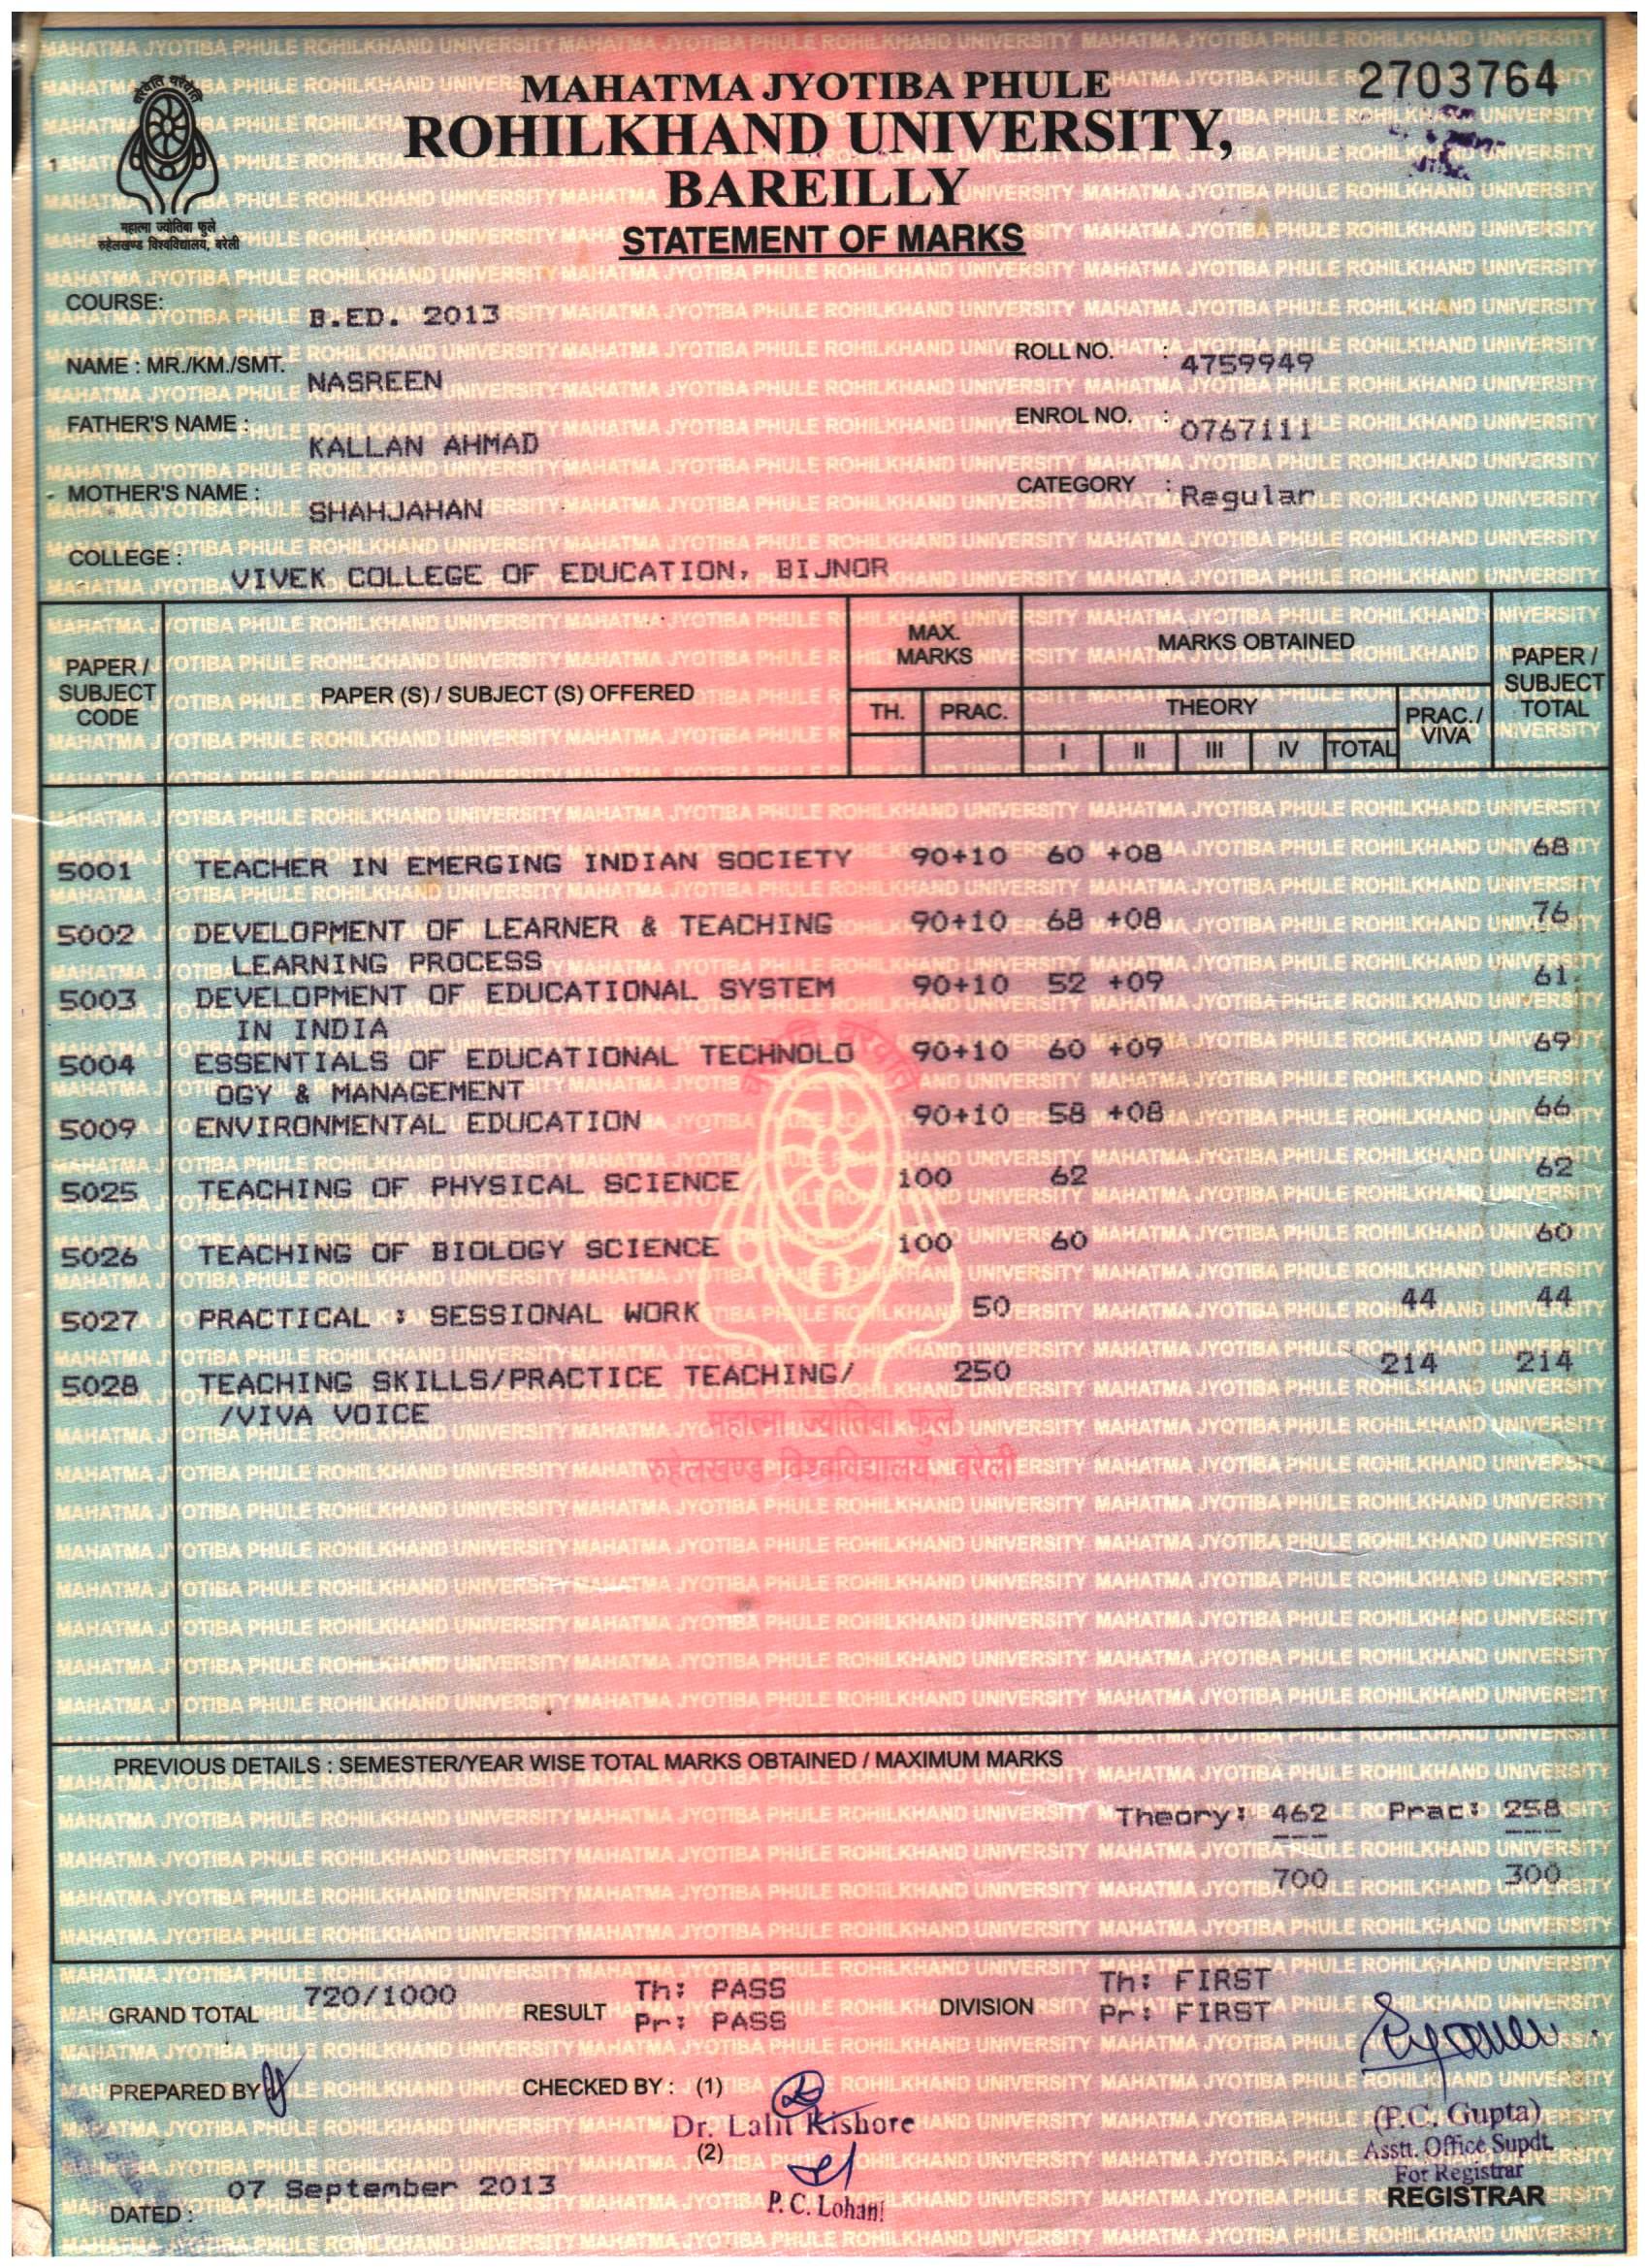 MAHATMA JYOTIBA PHULE
2703764
ROHILKHAND UNIVERSITY,
BAREILLY
STATEMENT OF MARKS
चरैवेति चरैवेति
महात्मा ज्योतिबा फुले
रुहेलखण्ड विश्वविद्यालय, बरेली
COURSE: B.ED. 2013
NAME : MR./KM./SMT. NASREEN ROLL NO. : 4759949
FATHER'S NAME : KALLAN AHMAD ENROL NO. : 0767111
MOTHER'S NAME : SHAHJAHAN CATEGORY : Regular
COLLEGE : VIVEK COLLEGE OF EDUCATION, BIJNOR
PAPER / SUBJECT CODE PAPER (S) / SUBJECT (S) OFFERED MAX. MARKS MARKS OBTAINED PAPER / SUBJECT TOTAL
TH. PRAC. THEORY PRAC./ VIVA
I II III IV TOTAL
5001 TEACHER IN EMERGING INDIAN SOCIETY 90+10 60 +08 68
5002 DEVELOPMENT OF LEARNER & TEACHING 90+10 68 +08 76
LEARNING PROCESS
5003 DEVELOPMENT OF EDUCATIONAL SYSTEM 90+10 52 +09 61
IN INDIA
5004 ESSENTIALS OF EDUCATIONAL TECHNOLO 90+10 60 +09 69
OGY & MANAGEMENT
5009 ENVIRONMENTAL EDUCATION 90+10 58 +08 66
5025 TEACHING OF PHYSICAL SCIENCE 100 62 62
5026 TEACHING OF BIOLOGY SCIENCE 100 60 60
5027 PRACTICAL : SESSIONAL WORK 50 44 44
5028 TEACHING SKILLS/PRACTICE TEACHING/ 250 214 214
/VIVA VOICE
महात्मा ज्योतिबा फुले
रुहेलखण्ड विश्वविद्यालय, बरेली
PREVIOUS DETAILS : SEMESTER/YEAR WISE TOTAL MARKS OBTAINED / MAXIMUM MARKS
Theory: 462 Prac: 258
--- ---
700 300
GRAND TOTAL 720/1000 RESULT Th: PASS DIVISION Th: FIRST
Pr: PASS Pr: FIRST
PREPARED BY CHECKED BY : (1)
Dr. Lalit Kishore
(P.C. Gupta)
(2)
Asstt. Office Supdt.
For Registrar
P. C. Lohani
REGISTRAR
DATED : 07 September 2013